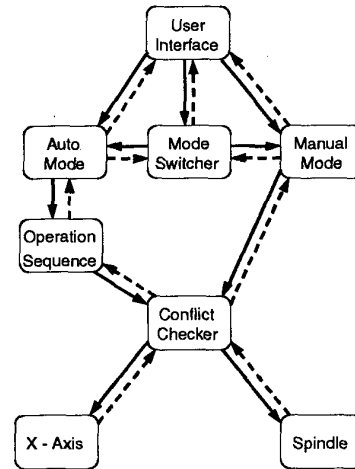 User
Interface
Auto
Mode
Mode
Switcher
Manual
Mode
Operation
Sequence
Conflict
Checker
X - Axis
Spindle